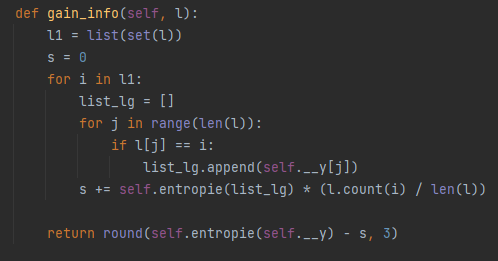 def gain_info(self, l):
    l1 = list(set(l))
    s = 0
    for i in l1:
        list_lg = []
        for j in range(len(l)):
            if l[j] == i:
                list_lg.append(self.__y[j])
        s += self.entropie(list_lg) * (l.count(i) / len(l))

    return round(self.entropie(self.__y) - s, 3)